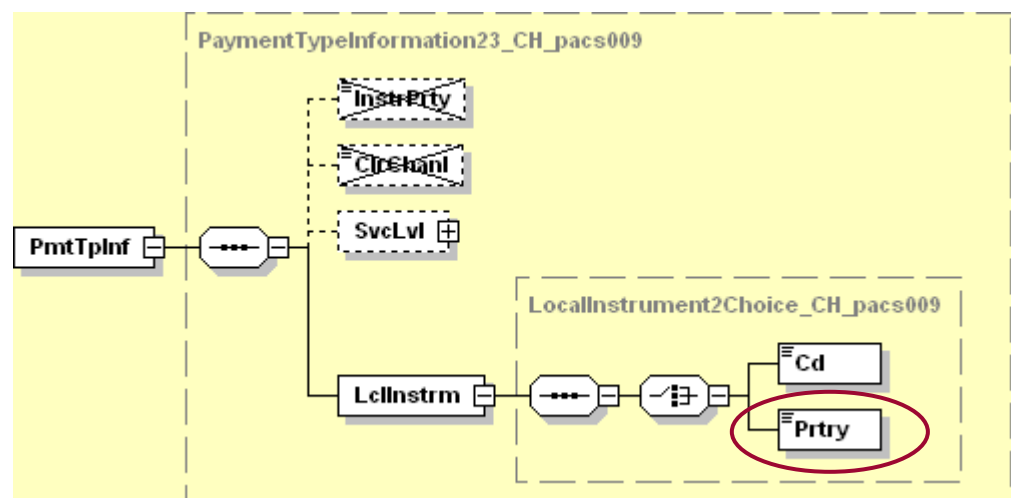 PaymentTypeInformation23_CH_pacs009
InstrPrty
ClrChanl
SvcLvl
PmtTpInf
LocalInstrument2Choice_CH_pacs009
Cd
LclInstrm
Prtry